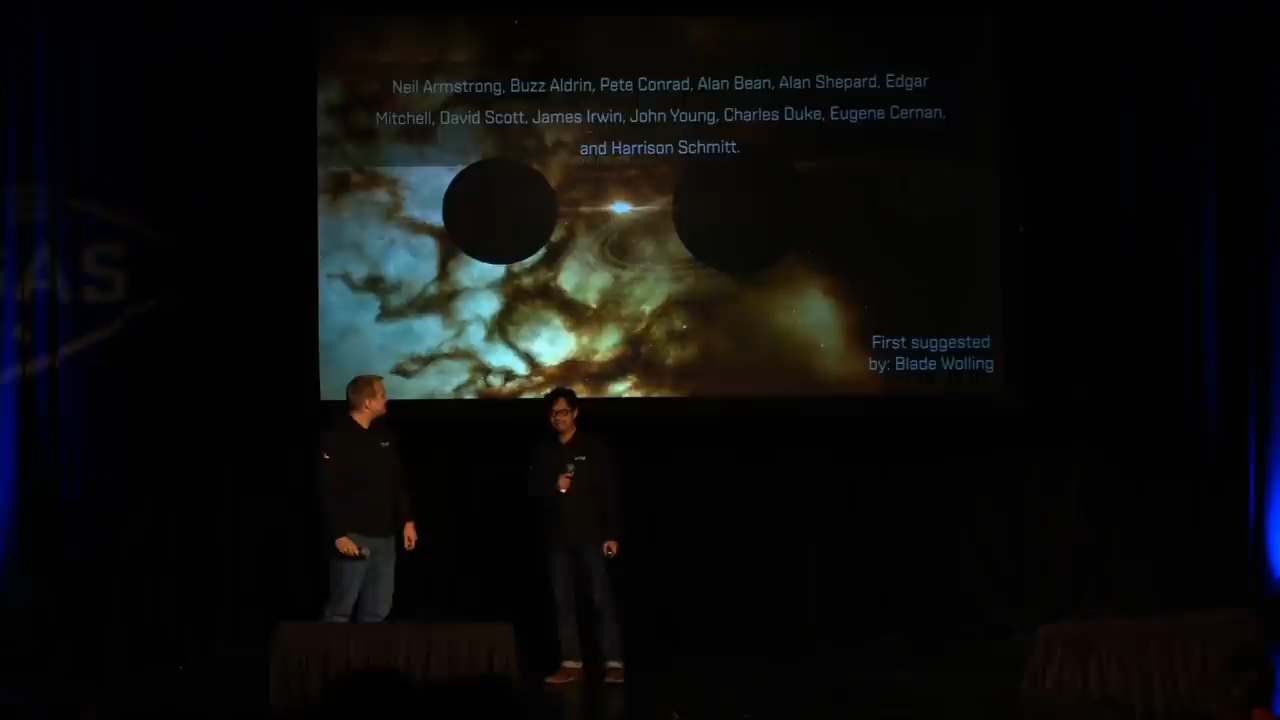 Neil Armstrong, Buzz Aldrin, Pete Conrad, Alan Bean, Alan Shepard, Edgar
Mitchell, David Scott, James Irwin, John Young, Charles Duke, Eugene Cernan,
and Harrison Schmitt.
AS
First suggested
by: Blade Wolling